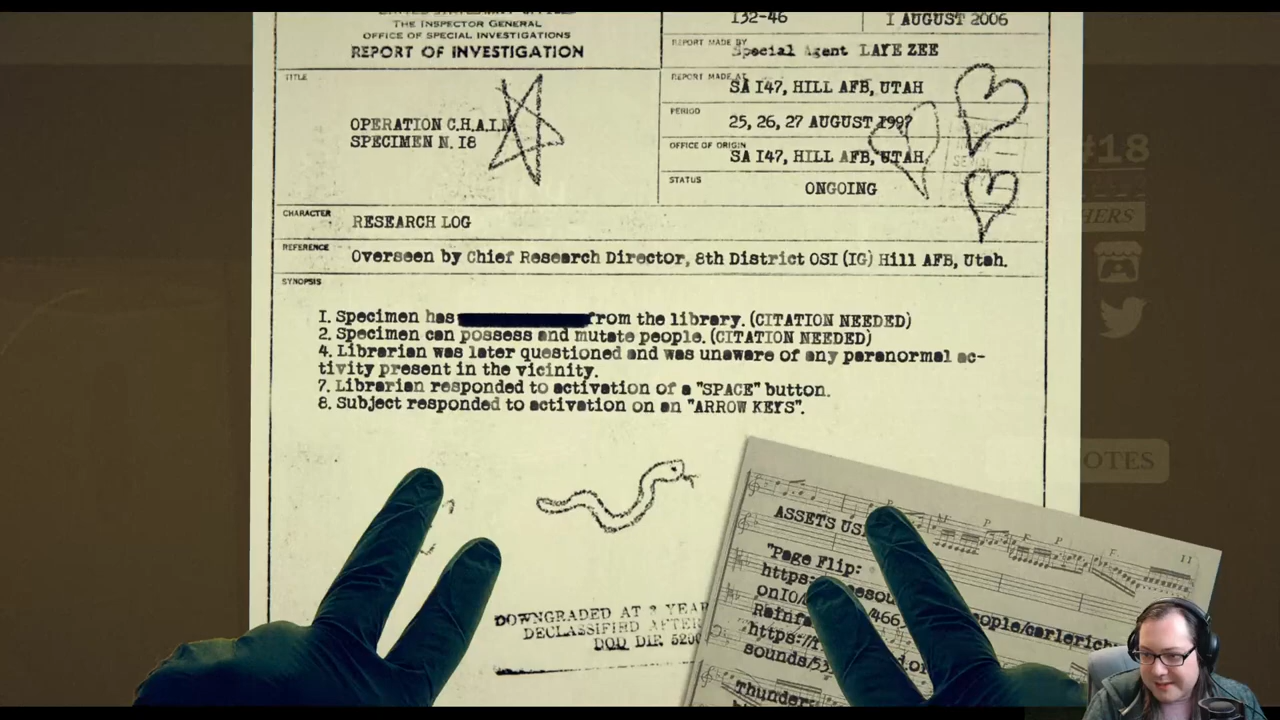 THE INSPECTOR GENERAL
OFFICE OF SPECIAL INVESTIGATIONS
REPORT OF INVESTIGATION
132-46
1 AUGUST 2006
REPORT MADE BY
Special Agent LAYE ZEE
TITLE
OPERATION C.H.A.I.N
SPECIMEN N. 18
REPORT MADE AT
SA 147, HILL AFB, UTAH
PERIOD
25, 26, 27 AUGUST 199?
OFFICE OF ORIGIN
SA 147, HILL AFB, UTAH
STATUS
ONGOING
#18
HERS
CHARACTER
RESEARCH LOG
REFERENCE
Overseen by Chief Research Director, 8th District OSI (IG) Hill AFB, Utah.
SYNOPSIS
1. Specimen has from the library. (CITATION NEEDED)
2. Specimen can possess and mutate people. (CITATION NEEDED)
4. Librarian was later questioned and was unaware of any paranormal ac-
tivity present in the vicinity.
7. Librarian responded to activation of a "SPACE" button.
8. Subject responded to activation on an "ARROW KEYS".
OTES
DOWNGRADED AT 3 YEAR
DECLASSIFIED AFTER
DOD DIR. 5200
11
ASSETS US
"Page Flip:
https:
Thunder: